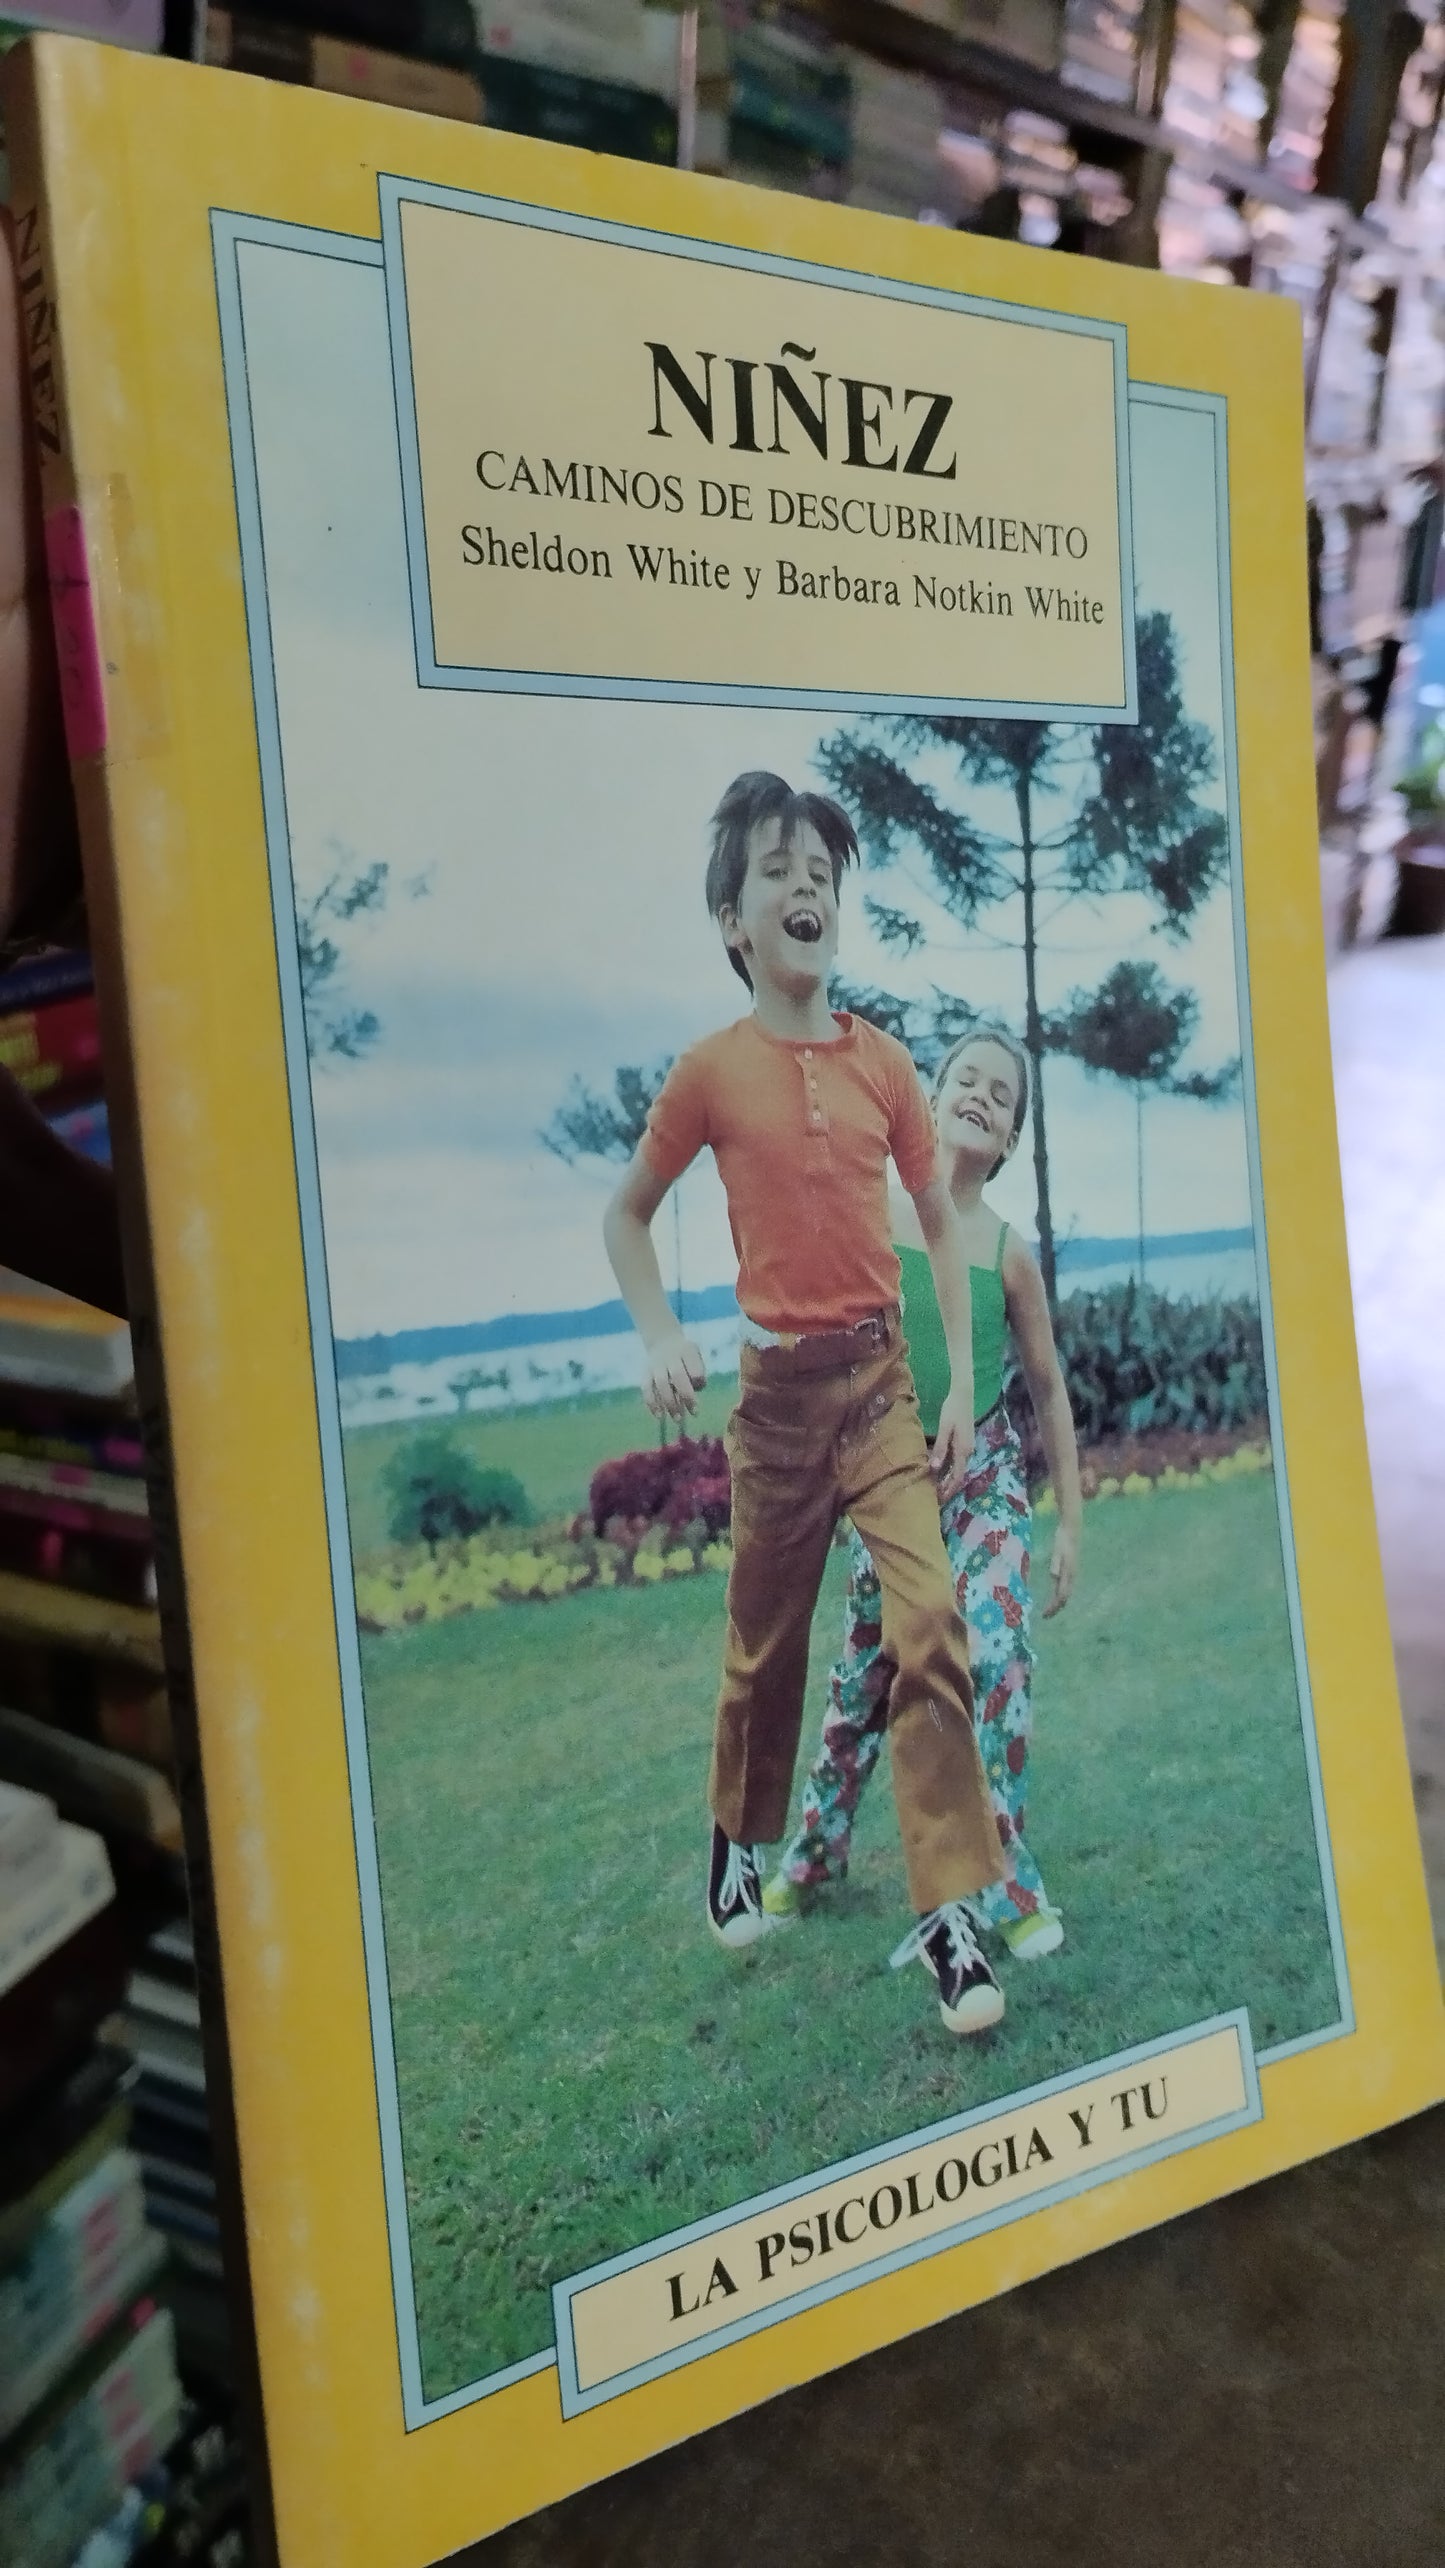 NIÑEZ
CAMINOS DE DESCUBRIMIENTO
Sheldon White y Barbara Notkin White
LA PSICOLOGIA Y TU
NIÑEZ